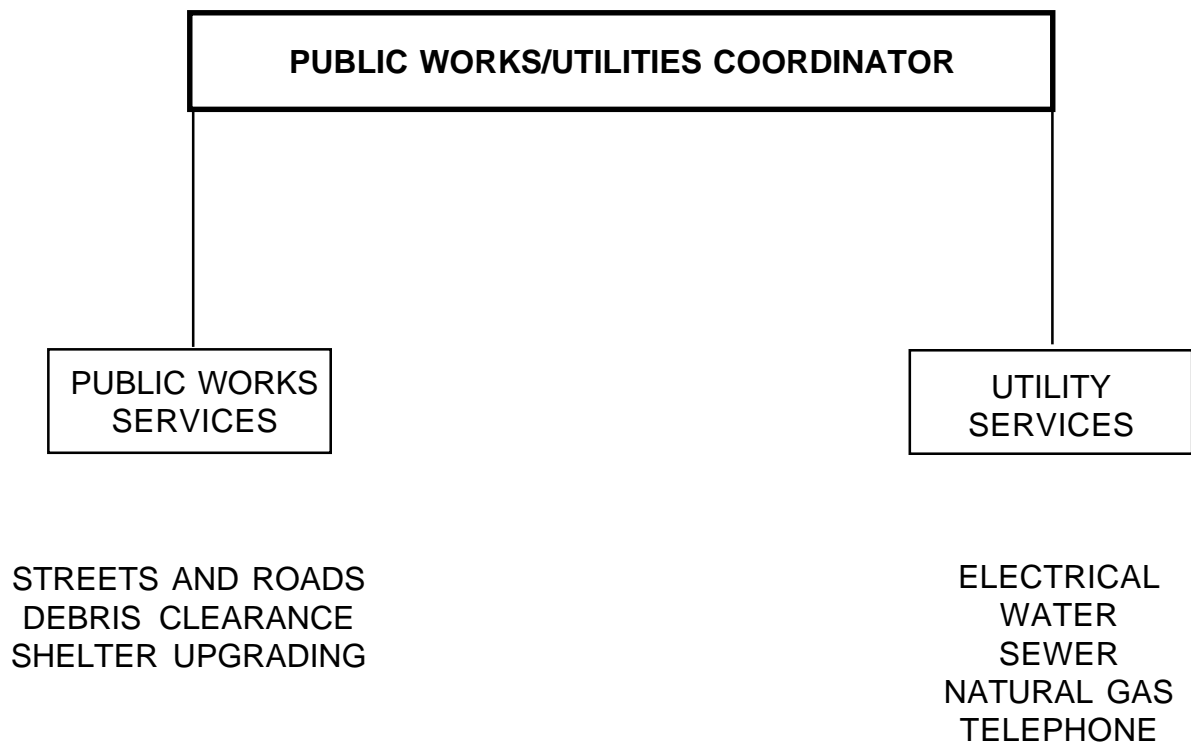 PUBLIC WORKS/UTILITIES COORDINATOR
PUBLIC WORKS
SERVICES
UTILITY
SERVICES
STREETS AND ROADS
DEBRIS CLEARANCE
SHELTER UPGRADING
ELECTRICAL
WATER
SEWER
NATURAL GAS
TELEPHONE